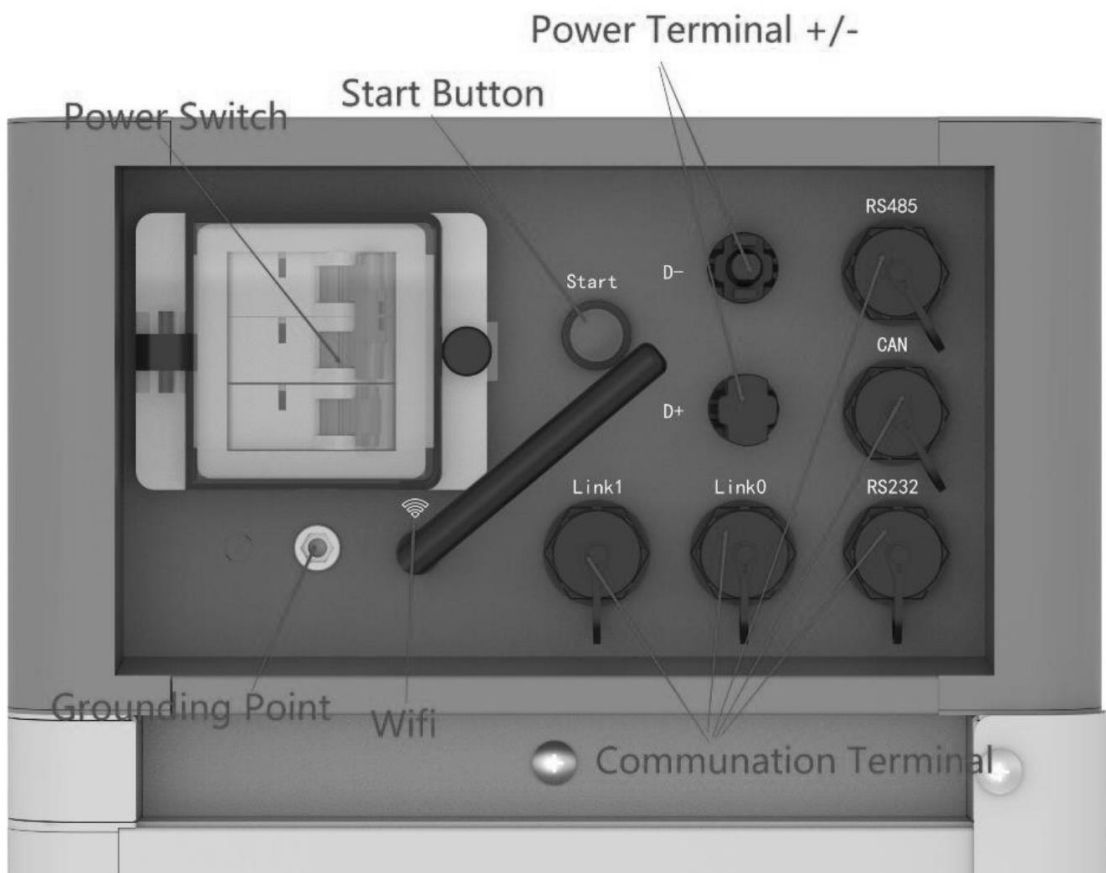 Power Terminal +/-
Start Button
Power Switch
RS485
Start
D-
CAN
D+
Link1
Link0
RS232
Grounding Point
Wifi
Communation Terminal